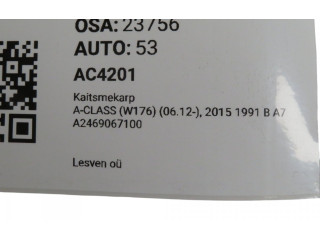 OSA: 23756
AUTO: 53
AC4201
Kaitsmekarp
A-CLASS (W176) (06.12-), 2015 1991 B A7
A2469067100
Lesven oü